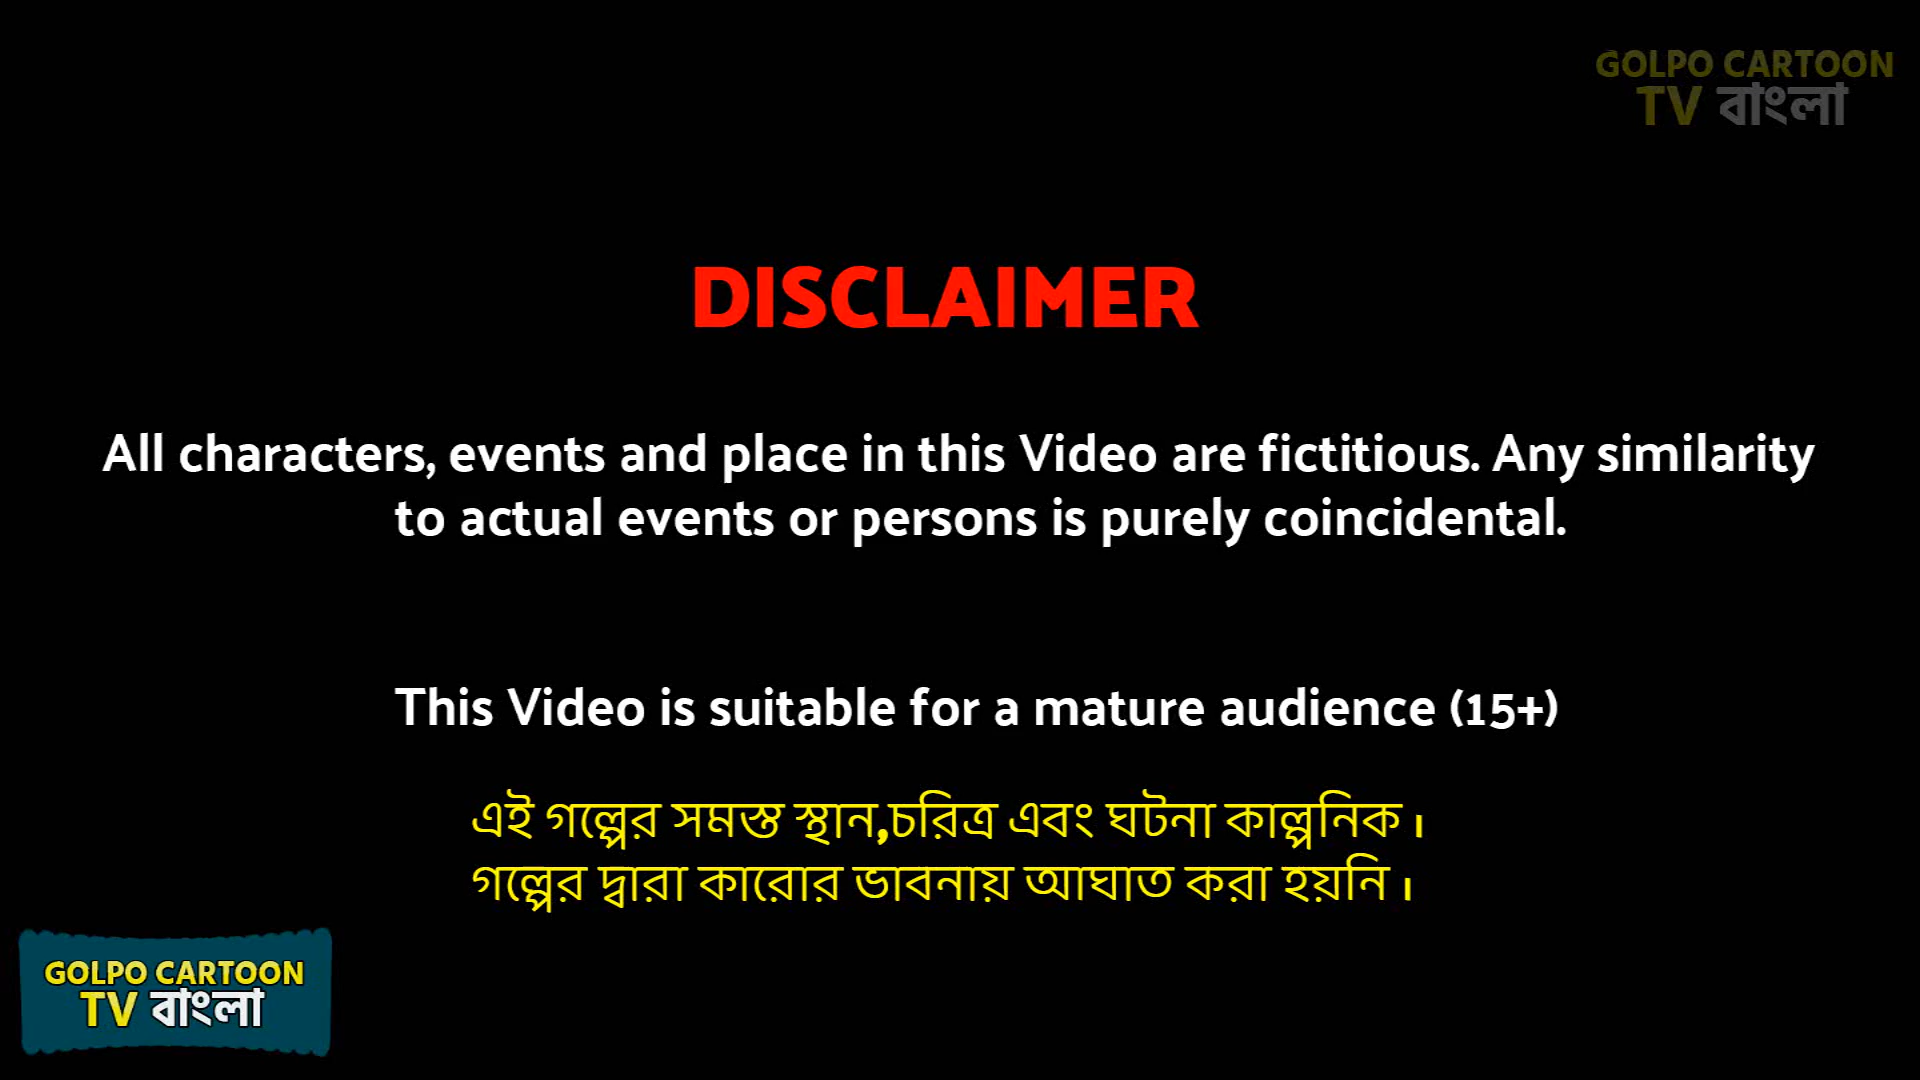 GOLPO CARTOON
TV বাংলা
DISCLAIMER
All characters, events and place in this Video are fictitious. Any similarity
to actual events or persons is purely coincidental.
This Video is suitable for a mature audience (15+)
এই গল্পের সমস্ত স্থান,চরিত্র এবং ঘটনা কাল্পনিক।
গল্পের দ্বারা কারোর ভাবনায় আঘাত করা হয়নি।
GOLPO CARTOON
TV বাংলা